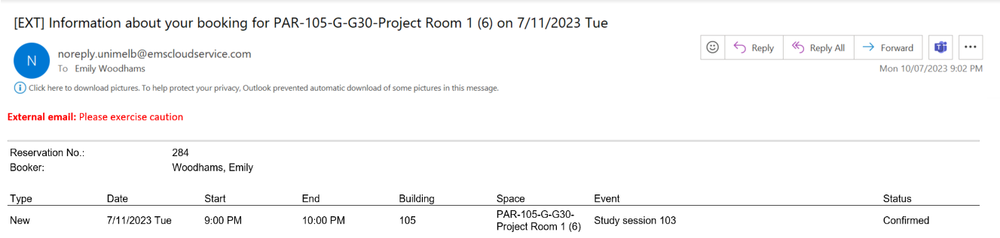 [EXT] Information about your booking for PAR-105-G-G30-Project Room 1 (6) on 7/11/2023 Tue
N
noreply.unimelb@emscloudservice.com
To Emily Woodhams
Reply
Reply All
Forward
Mon 10/07/2023 9:02 PM
Click here to download pictures. To help protect your privacy, Outlook prevented automatic download of some pictures in this message.
External email: Please exercise caution
Reservation No.: 284
Booker: Woodhams, Emily
Type Date Start End Building Space Event Status
New 7/11/2023 Tue 9:00 PM 10:00 PM 105 PAR-105-G-G30- Study session 103 Confirmed
Project Room 1 (6)